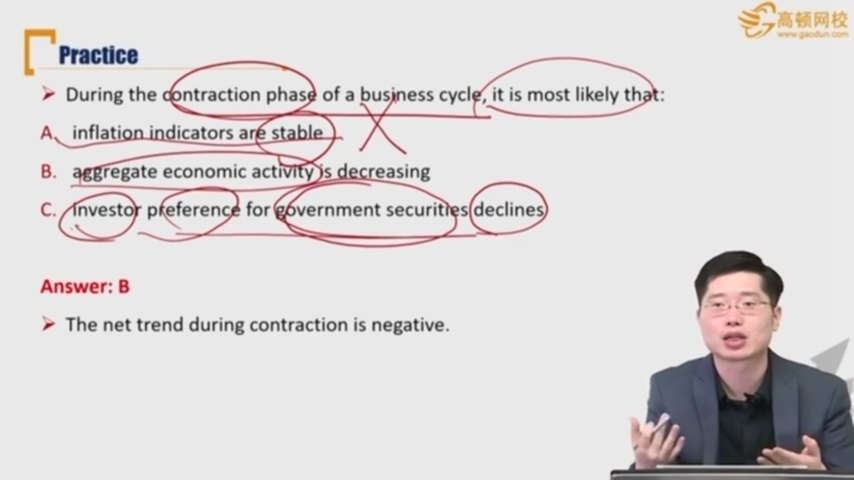 高顿网校
www.gaodun.com
Practice
During the contraction phase of a business cycle, it is most likely that:
A. inflation indicators are stable
B. aggregate economic activity is decreasing
C. investor preference for government securities declines
Answer: B
The net trend during contraction is negative.